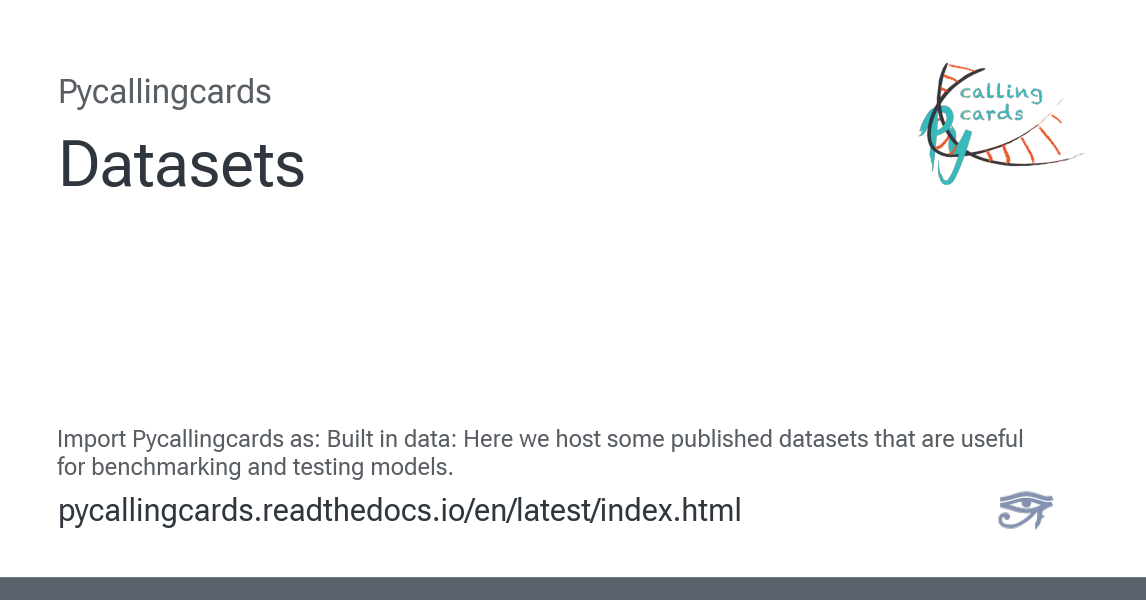 Pycallingcards
Datasets
calling
cards
Py
Import Pycallingcards as: Built in data: Here we host some published datasets that are useful
for benchmarking and testing models.
pycallingcards.readthedocs.io/en/latest/index.html